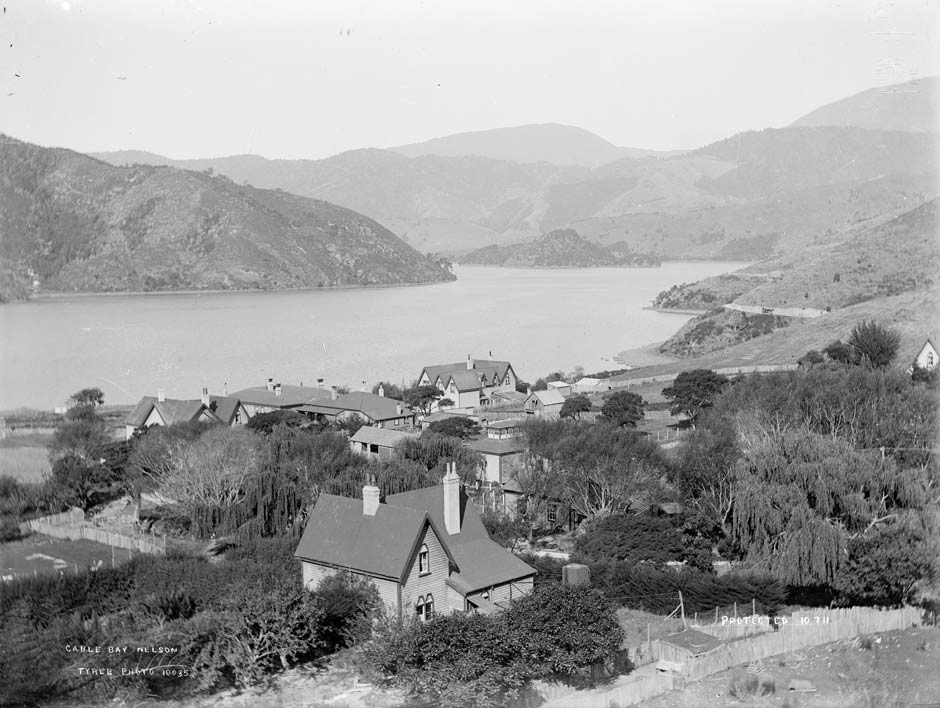 CABLE BAY NELSON
TYREE PHOTO 10035
PROTECTED. 10.7.11